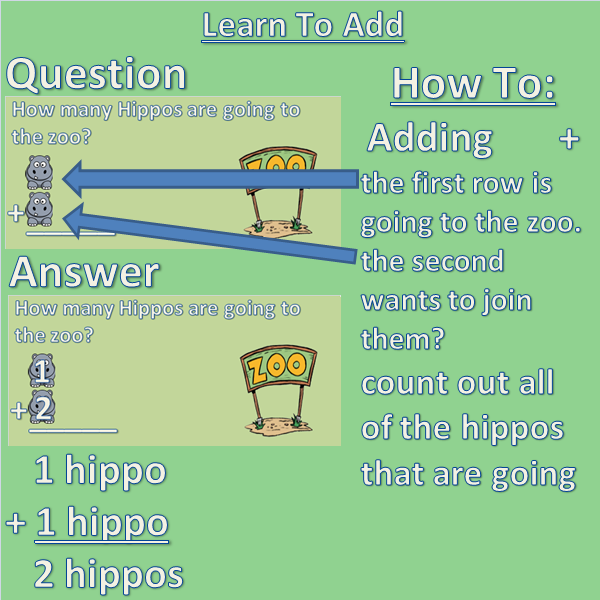 Learn To Add
Question
How many Hippos are going to
the zoo?
ZOO
+
Answer
How many Hippos are going to
the zoo?
1
+ 2
ZOO
1 hippo
+ 1 hippo
2 hippos
How To:
Adding +
the first row is
going to the zoo.
the second
wants to join
them?
count out all
of the hippos
that are going